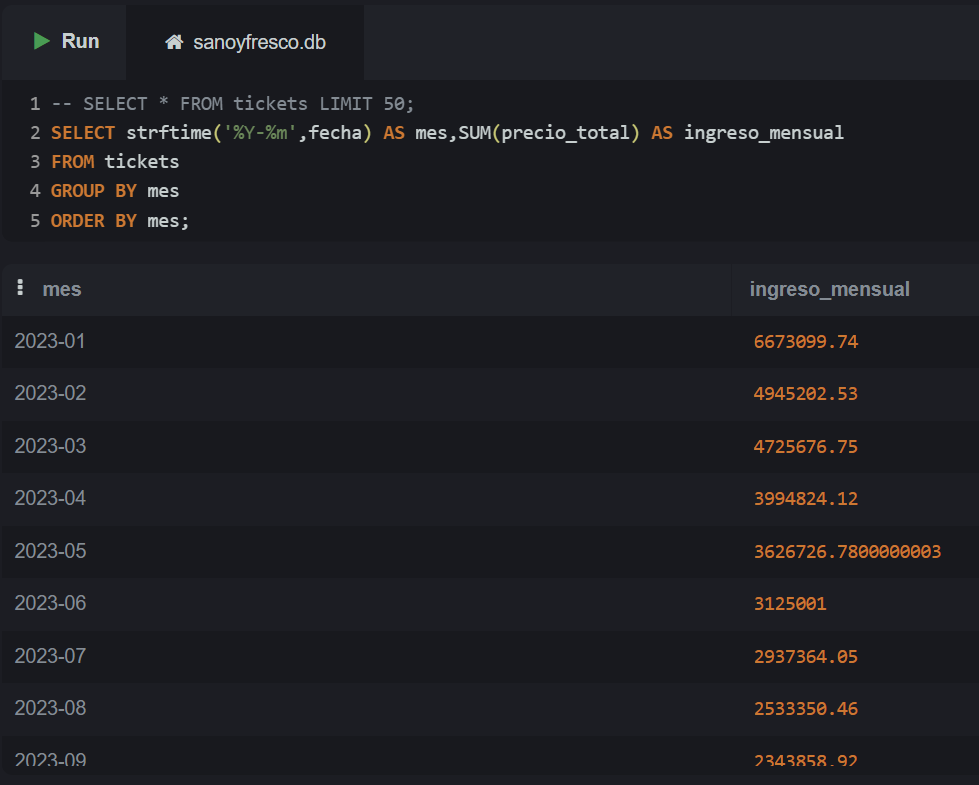 Run
sanoyfresco.db
1 -- SELECT * FROM tickets LIMIT 50;
2 SELECT strftime('%Y-%m',fecha) AS mes,SUM(precio_total) AS ingreso_mensual
3 FROM tickets
4 GROUP BY mes
5 ORDER BY mes;
mes ingreso_mensual
2023-01 6673099.74
2023-02 4945202.53
2023-03 4725676.75
2023-04 3994824.12
2023-05 3626726.7800000003
2023-06 3125001
2023-07 2937364.05
2023-08 2533350.46
2023-09 2343858.92